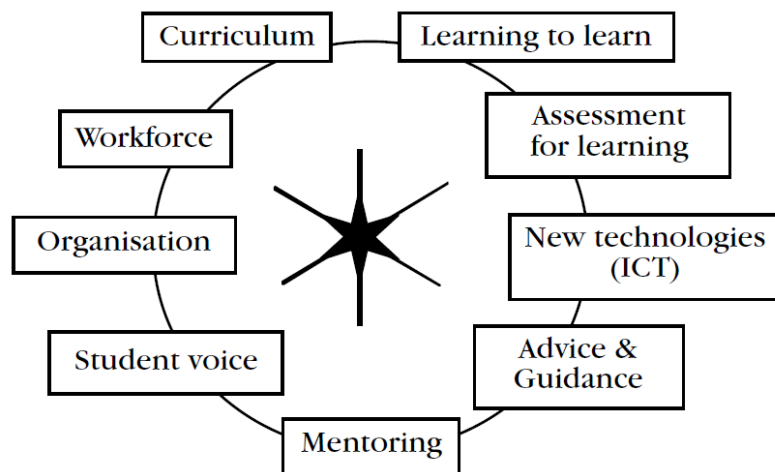 Curriculum
Learning to learn
Workforce
Assessment
for learning
Organisation
New technologies
(ICT)
Student voice
Advice &
Guidance
Mentoring